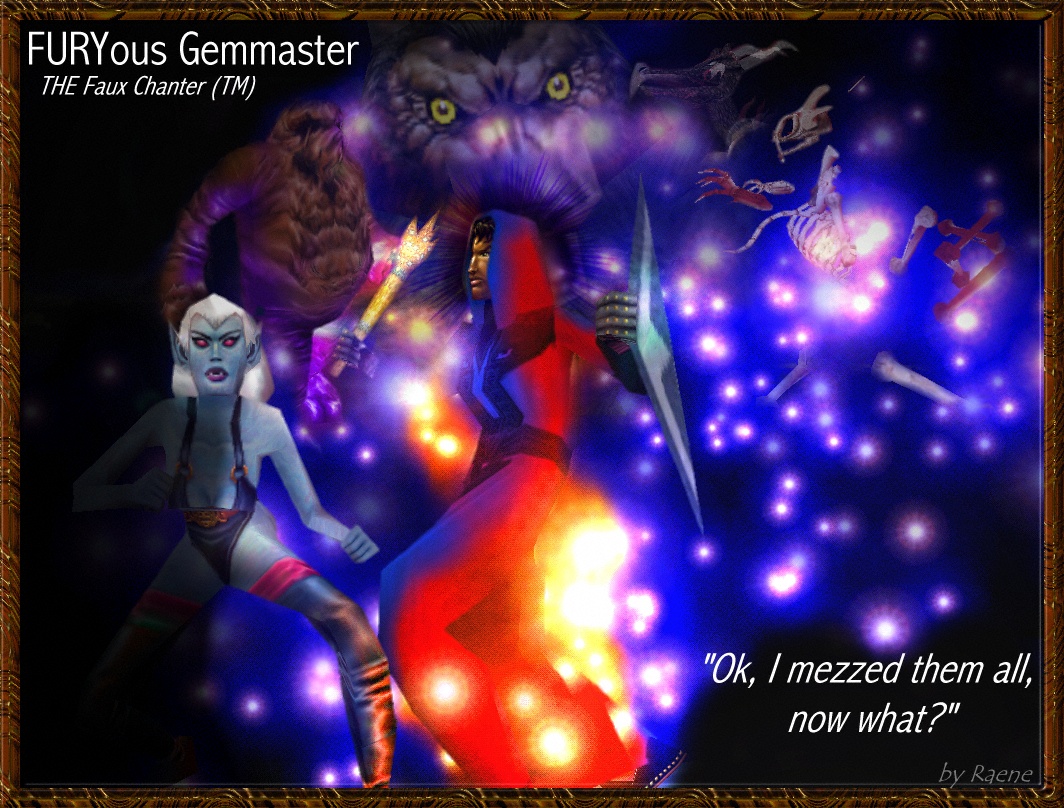 FURYous Gemmaster
THE Faux Chanter (TM)
"Ok, I mezzed them all,
now what?"
by Raene